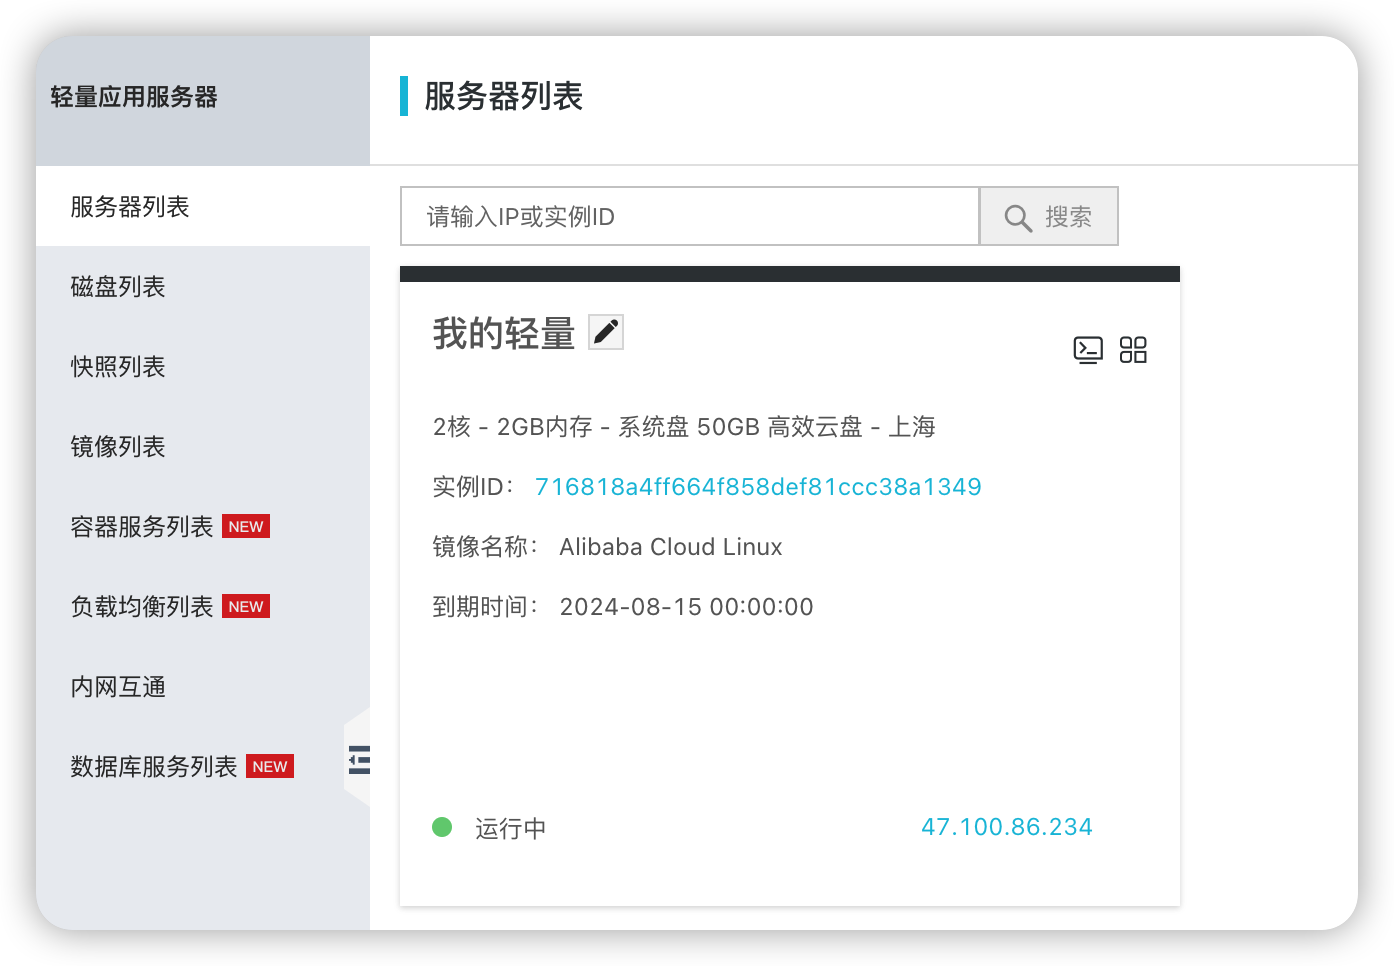 轻量应用服务器
服务器列表
磁盘列表
快照列表
镜像列表
容器服务列表 NEW
负载均衡列表 NEW
内网互通
数据库服务列表 NEW
服务器列表
请输入IP或实例ID 搜索
我的轻量
2核 - 2GB内存 - 系统盘 50GB 高效云盘 - 上海
实例ID: 716818a4ff664f858def81ccc38a1349
镜像名称: Alibaba Cloud Linux
到期时间: 2024-08-15 00:00:00
运行中 47.100.86.234